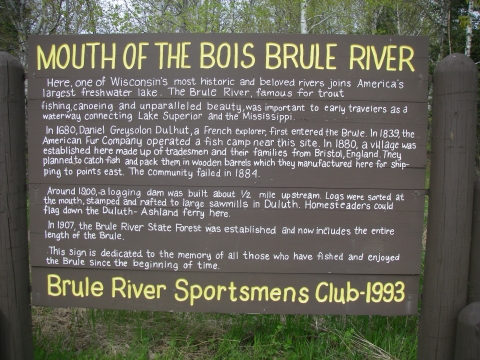 MOUTH OF THE BOIS BRULE RIVER
Here, one of Wisconsin's most historic and beloved rivers joins America's
largest freshwater lake. The Brule River, famous for trout
fishing, canoeing and unparalleled beauty, was important to early travelers as a
waterway connecting Lake Superior and the Mississippi.
In 1680, Daniel Greysolon Dulhut, a French explorer, first entered the Brule. In 1839, the
American Fur Company operated a fish camp near this site. In 1880, a village was
established here made up of tradesmen and their families from Bristol, England. They
planned to catch fish and pack them in wooden barrels which they manufactured here for ship-
ping to points east. The community failed in 1884.
Around 1900, a logging dam was built about ½ mile upstream. Logs were sorted at
the mouth, stamped and rafted to large sawmills in Duluth. Homesteaders could
flag down the Duluth-Ashland ferry here.
In 1907, the Brule River State Forest was established and now includes the entire
length of the Brule.
This sign is dedicated to the memory of all those who have fished and enjoyed
the Brule since the beginning of time.
Brule River Sportsmens Club-1993